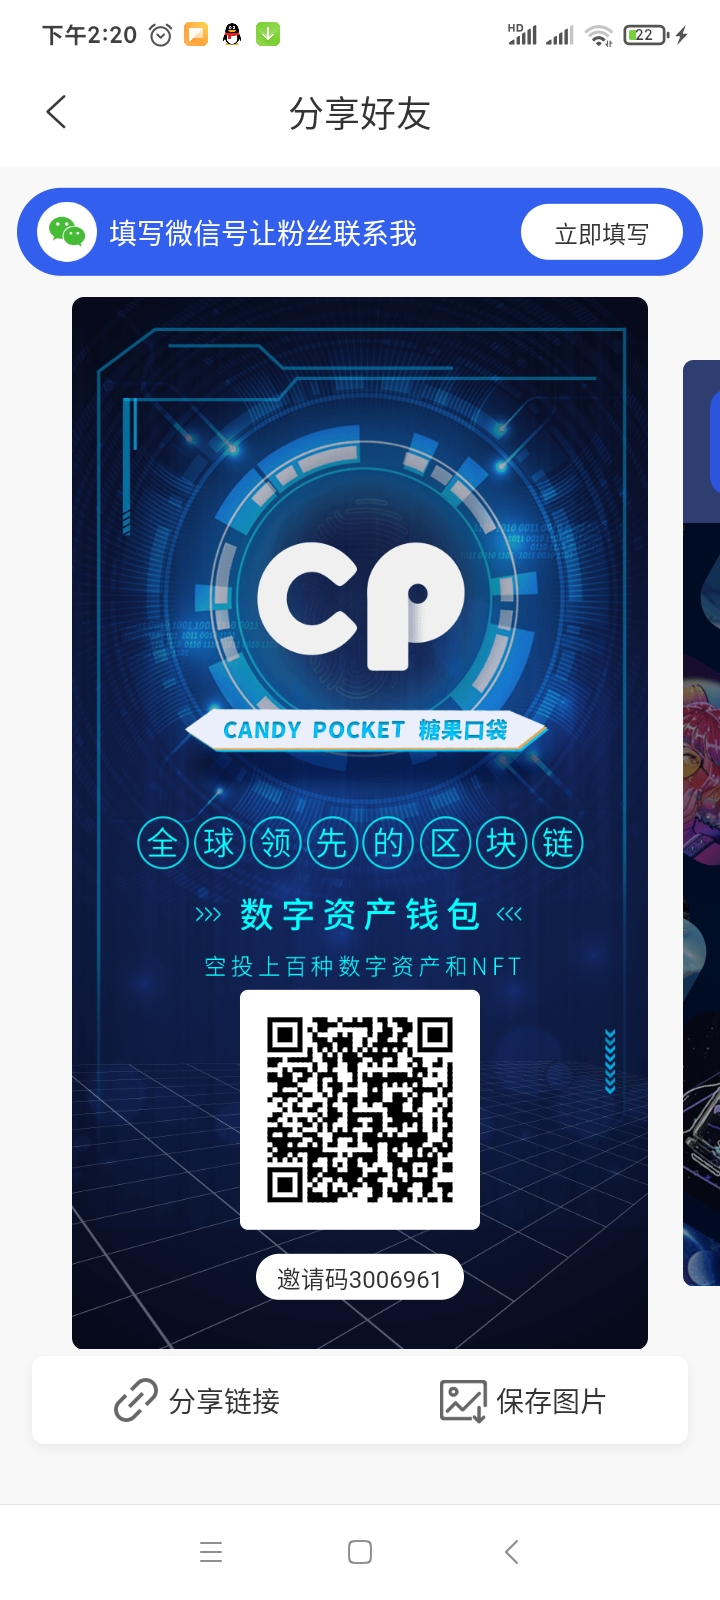 下午2:20
HD
22
分享好友
填写微信号让粉丝联系我
立即填写
CP
CANDY POCKET 糖果口袋
全球领先的区块链
>>> 数字资产钱包 <<<
空投上百种数字资产和NFT
邀请码3006961
分享链接
保存图片